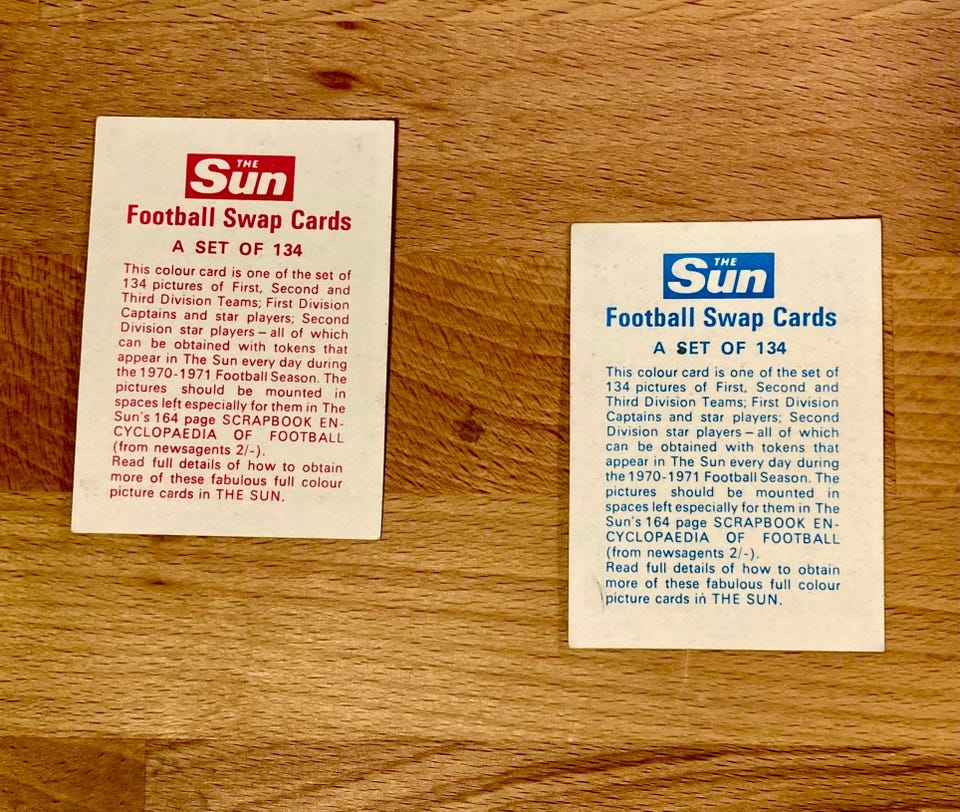 THE
Sun
Football Swap Cards
A SET OF 134
This colour card is one of the set of
134 pictures of First, Second and
Third Division Teams; First Division
Captains and star players; Second
Division star players – all of which
can be obtained with tokens that
appear in The Sun every day during
the 1970-1971 Football Season. The
pictures should be mounted in
spaces left especially for them in The
Sun's 164 page SCRAPBOOK EN-
CYCLOPAEDIA OF FOOTBALL
(from newsagents 2/-).
Read full details of how to obtain
more of these fabulous full colour
picture cards in THE SUN.
THE
Sun
Football Swap Cards
A SET OF 134
This colour card is one of the set of
134 pictures of First, Second and
Third Division Teams; First Division
Captains and star players; Second
Division star players – all of which
can be obtained with tokens that
appear in The Sun every day during
the 1970-1971 Football Season. The
pictures should be mounted in
spaces left especially for them in The
Sun's 164 page SCRAPBOOK EN-
CYCLOPAEDIA OF FOOTBALL
(from newsagents 2/-).
Read full details of how to obtain
more of these fabulous full colour
picture cards in THE SUN.